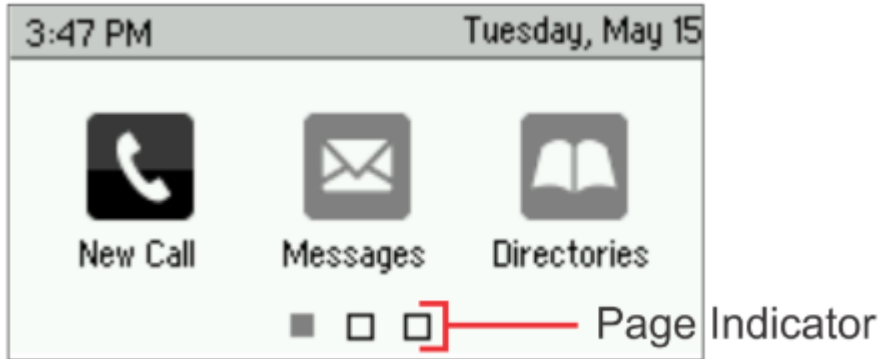 3:47 PM Tuesday, May 15
New Call Messages Directories
Page Indicator